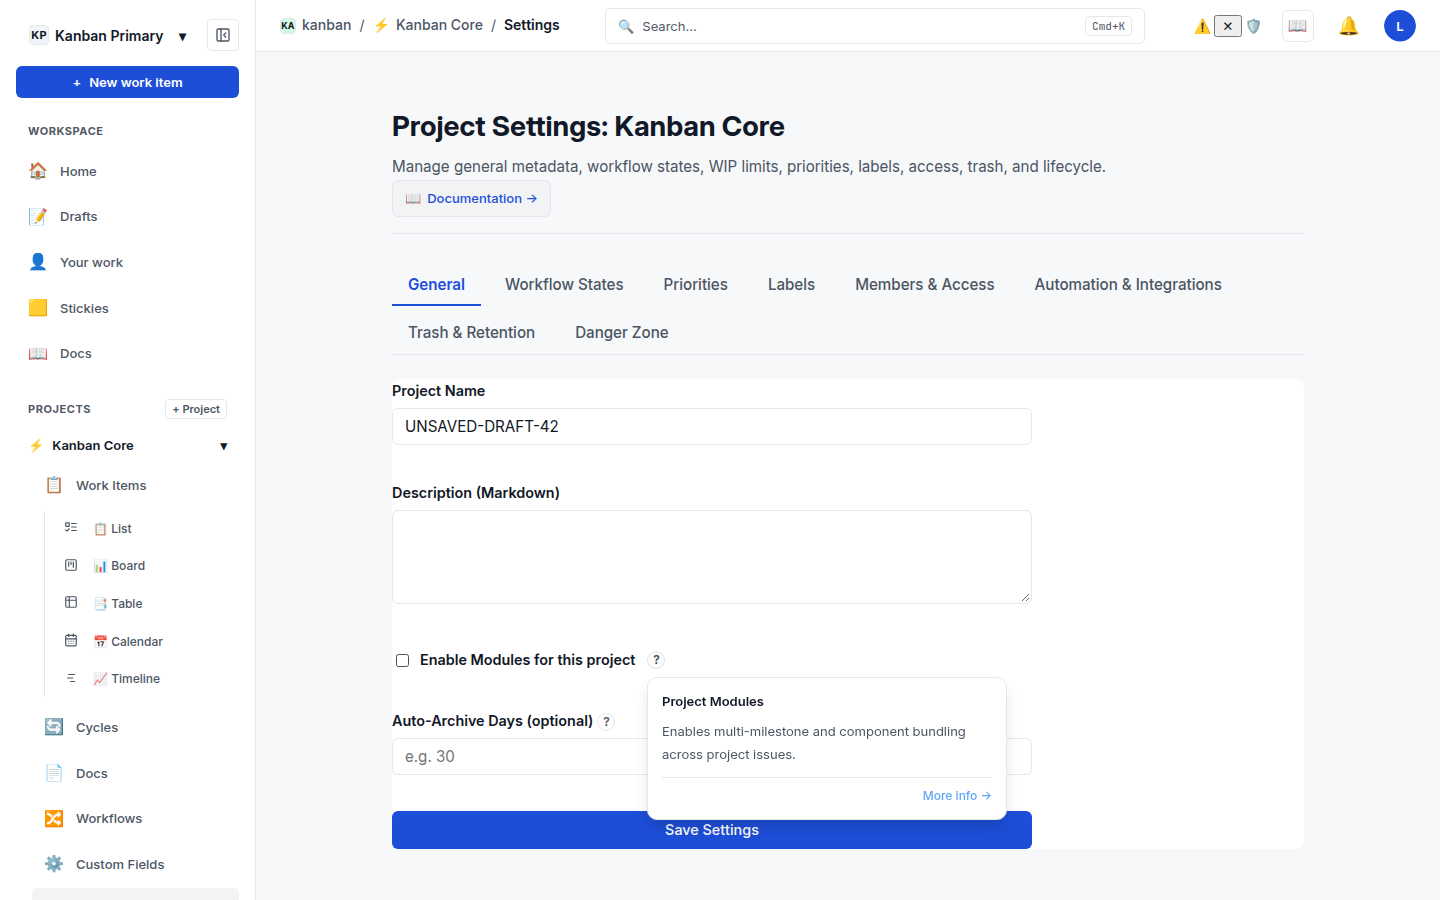 KP Kanban Primary ▼
+ New work item
WORKSPACE
Home
Drafts
Your work
Stickies
Docs
PROJECTS
+ Project
Kanban Core ▼
Work Items
List
Board
Table
Calendar
Timeline
Cycles
Docs
Workflows
Custom Fields
KA kanban / ⚡ Kanban Core / Settings
Search...
Cmd+K
✕
L
Project Settings: Kanban Core
Manage general metadata, workflow states, WIP limits, priorities, labels, access, trash, and lifecycle.
Documentation →
General Workflow States Priorities Labels Members & Access Automation & Integrations
Trash & Retention Danger Zone
Project Name
UNSAVED-DRAFT-42
Description (Markdown)
Enable Modules for this project ?
Project Modules
Enables multi-milestone and component bundling
across project issues.
More info →
Auto-Archive Days (optional) ?
e.g. 30
Save Settings